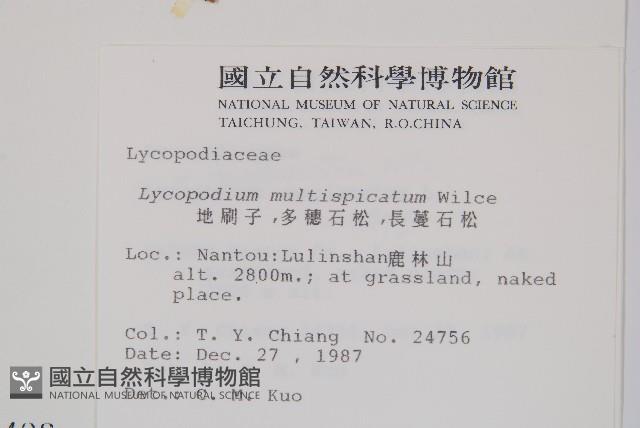 國立自然科學博物館
NATIONAL MUSEUM OF NATURAL SCIENCE
TAICHUNG, TAIWAN, R.O.CHINA
Lycopodiaceae
Lycopodium multispicatum Wilce
地刷子,多穗石松,長蔓石松
Loc.: Nantou:Lulinshan鹿林山
alt. 2800m.; at grassland, naked
place.
Col.: T. Y. Chiang No. 24756
Date: Dec. 27 , 1987
國立自然科學博物館
NATIONAL MUSEUM OF NATURAL SCIENCE
Det.: C. M. Kuo